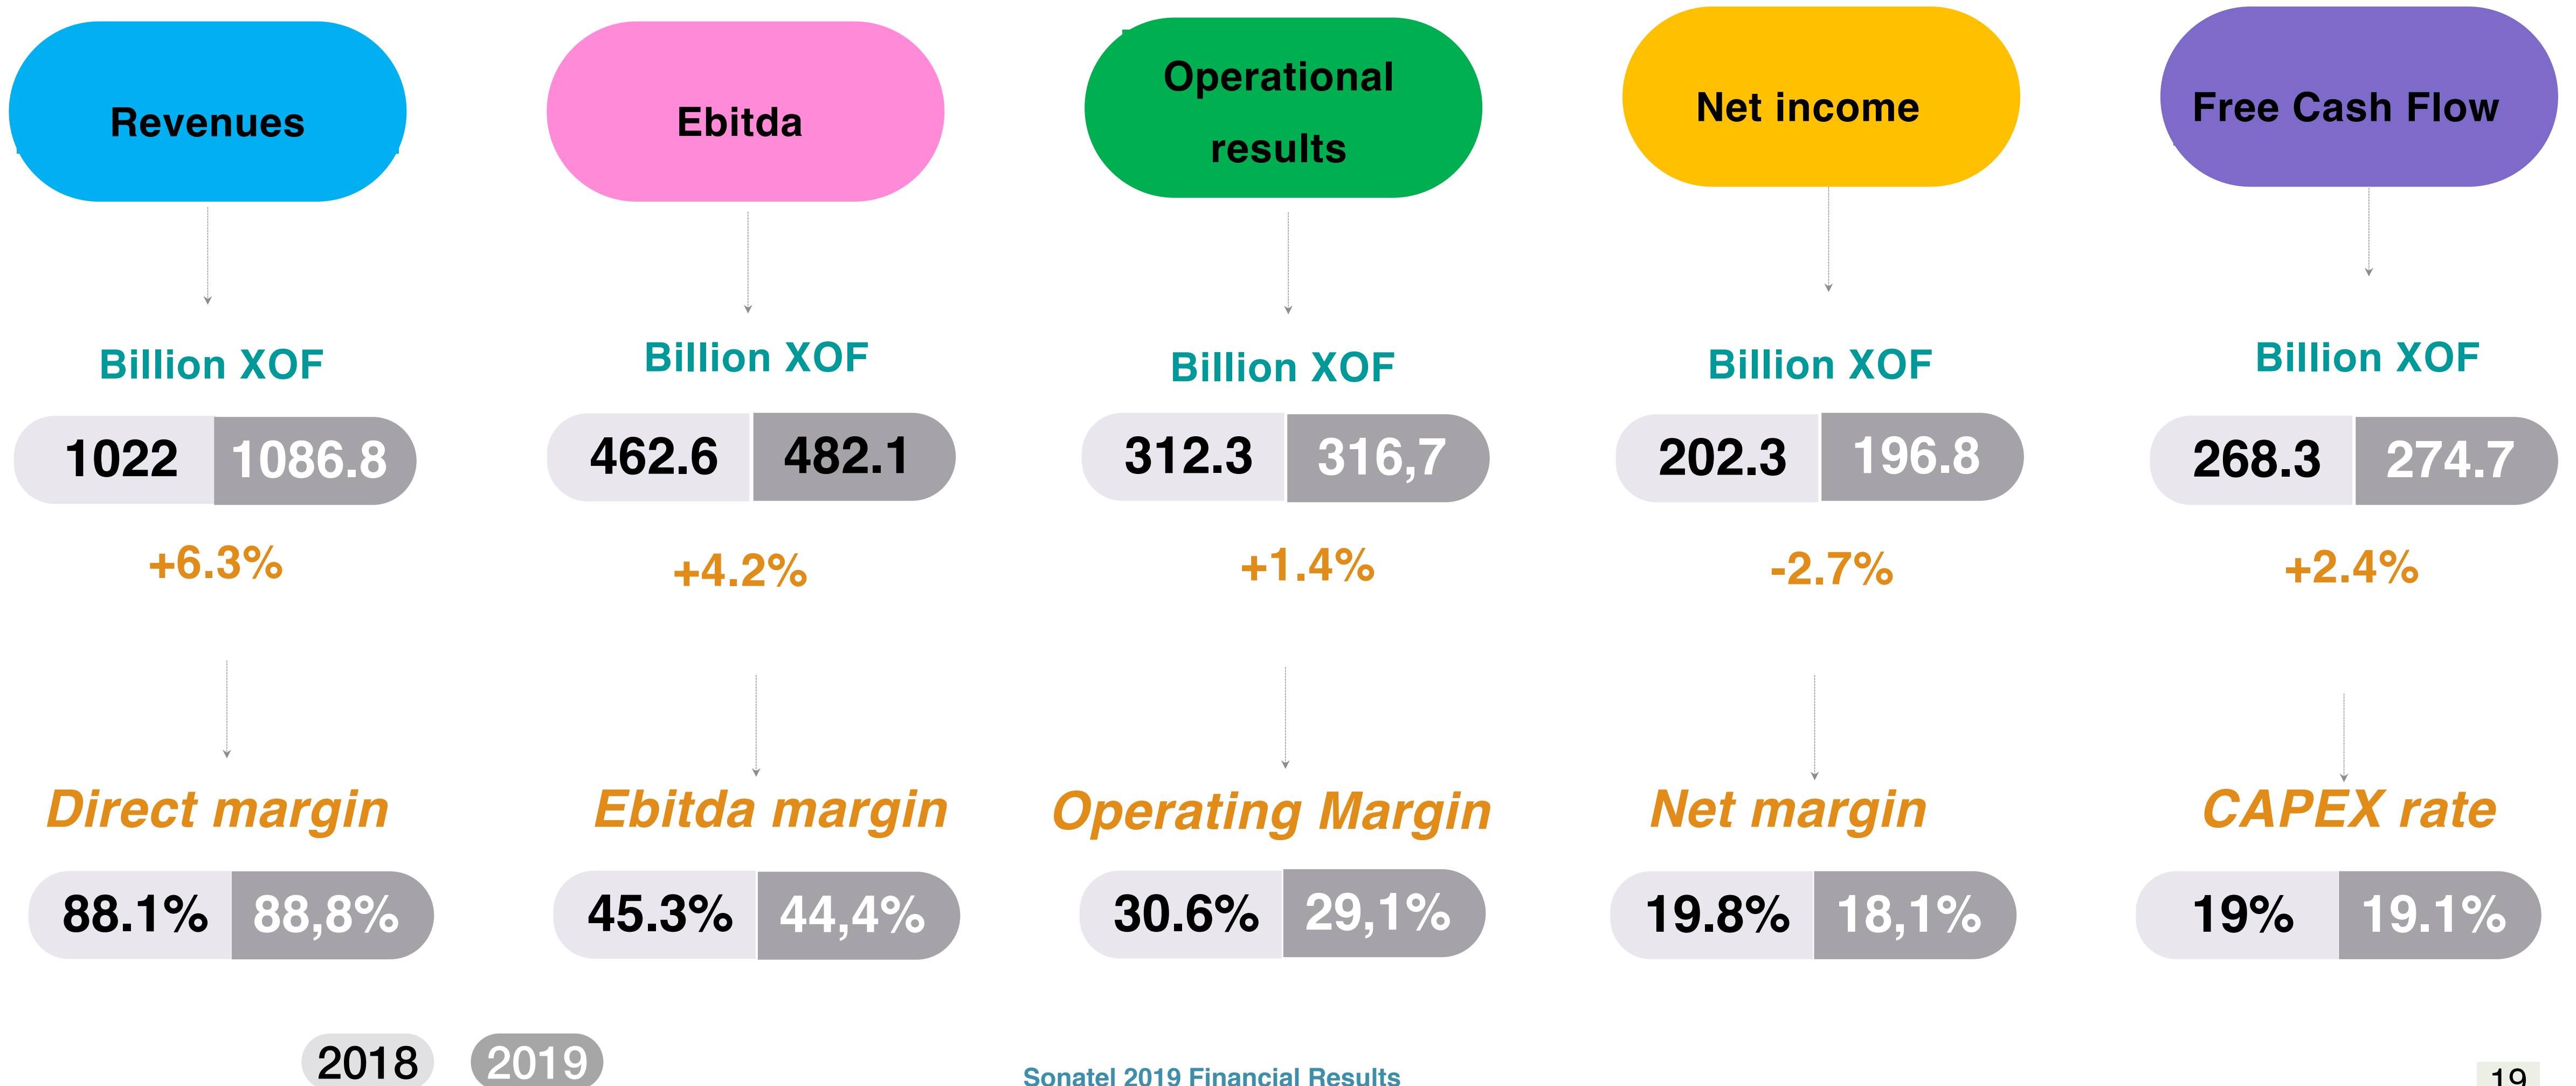 Revenues
Ebitda
Operational
results
Net income
Free Cash Flow
Billion XOF
Billion XOF
Billion XOF
Billion XOF
Billion XOF
1022 1086.8
462.6 482.1
312.3 316,7
202.3 196.8
268.3 274.7
+6.3%
+4.2%
+1.4%
-2.7%
+2.4%
Direct margin
Ebitda margin
Operating Margin
Net margin
CAPEX rate
88.1% 88,8%
45.3% 44,4%
30.6% 29,1%
19.8% 18,1%
19% 19.1%
2018 2019
Sonatel 2019 Financial Results
19